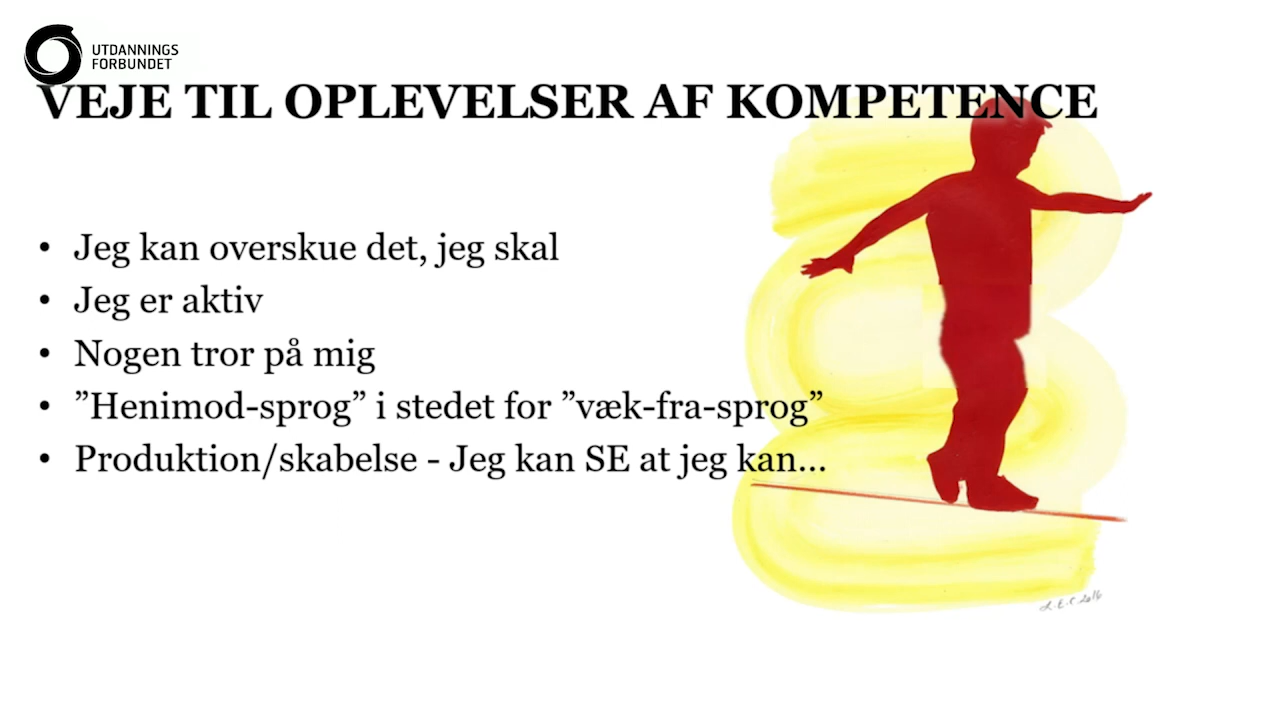 UTDANNINGS
FORBUNDET
VEJE TIL OPLEVELSER AF KOMPETENCE
• Jeg kan overskue det, jeg skal
• Jeg er aktiv
• Nogen tror på mig
• ”Henimod-sprog” i stedet for ”væk-fra-sprog”
• Produktion/skabelse - Jeg kan SE at jeg kan...